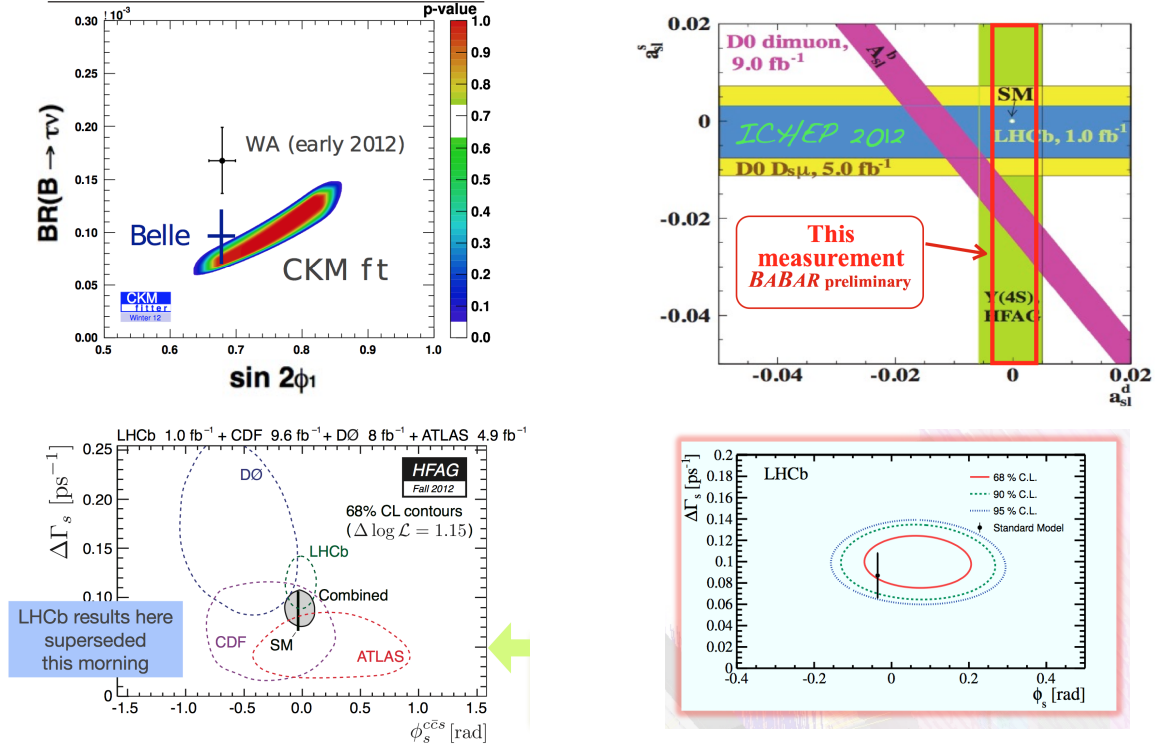 p-value
0.30
×10⁻³
0.25
0.20
0.15
0.10
0.05
0.00
BR(B → τν)
WA (early 2012)
Belle
CKM ft
CKM
fitter
Winter 12
0.5 0.6 0.7 0.8 0.9 1.0
sin 2ϕ₁
1.0
0.9
0.8
0.7
0.6
0.5
0.4
0.3
0.2
0.1
0.0
0.02
0
-0.02
-0.04
aˢₛₗ
D0 dimuon,
9.0 fb⁻¹
Aᵇₛₗ
SM
ICHEP 2012
LHCb, 1.0 fb⁻¹
D0 Dₛμ, 5.0 fb⁻¹
This
measurement
BABAR preliminary
Υ(4S),
HFAG
-0.04 -0.02 0 0.02
aᵈₛₗ
LHCb 1.0 fb⁻¹ + CDF 9.6 fb⁻¹ + DØ 8 fb⁻¹ + ATLAS 4.9 fb⁻¹
0.25
0.20
0.15
0.10
0.05
0
ΔΓₛ [ps⁻¹]
DØ
HFAG
Fall 2012
68% CL contours
(Δ log ℒ = 1.15)
LHCb
Combined
CDF
SM
ATLAS
LHCb results here
superseded
this morning
-1.5 -1.0 -0.5 0.0 0.5 1.0 1.5
ϕₛᶜᶜ̄ˢ [rad]
0.2
0.18
0.16
0.14
0.12
0.1
0.08
0.06
0.04
0.02
0
ΔΓₛ [ps⁻¹]
LHCb
68 % C.L.
90 % C.L.
95 % C.L.
Standard Model
-0.4 -0.2 0 0.2 0.4
ϕₛ [rad]